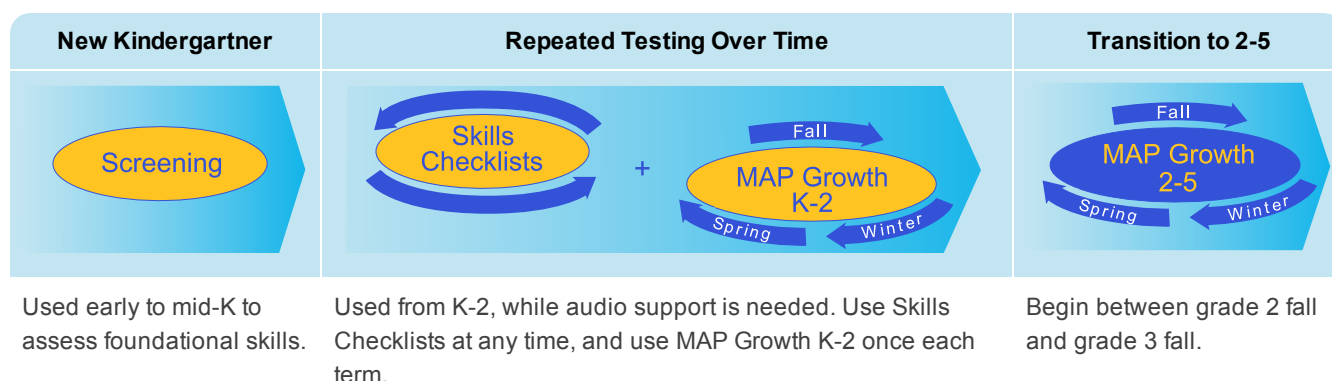 New Kindergartner
Repeated Testing Over Time
Transition to 2-5
Screening
Skills
Checklists
+
Fall
MAP Growth
K-2
Spring
Winter
Fall
MAP Growth
2-5
Spring
Winter
Used early to mid-K to
assess foundational skills.
Used from K-2, while audio support is needed. Use Skills
Checklists at any time, and use MAP Growth K-2 once each
term.
Begin between grade 2 fall
and grade 3 fall.